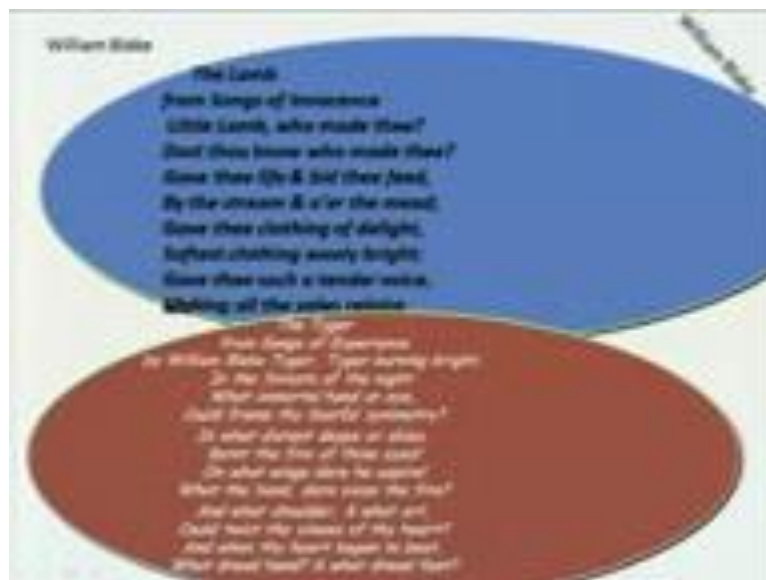 William Blake
William Blake
The Lamb
from Songs of Innocence
Little Lamb, who made thee?
Dost thou know who made thee?
Gave thee life & bid thee feed,
By the stream & o'er the mead;
Gave thee clothing of delight,
Softest clothing wooly bright;
Gave thee such a tender voice,
Making all the vales rejoice
The Tyger
from Songs of Experience
by William Blake Tyger, Tyger burning bright,
In the forests of the night
What immortal hand or eye,
Could frame thy fearful symmetry?
In what distant deeps or skies
Burnt the fire of thine eyes?
On what wings dare he aspire?
What the hand, dare seize the fire?
And what shoulder, & what art,
Could twist the sinews of thy heart?
And when thy heart began to beat,
What dread hand? & what dread feet?